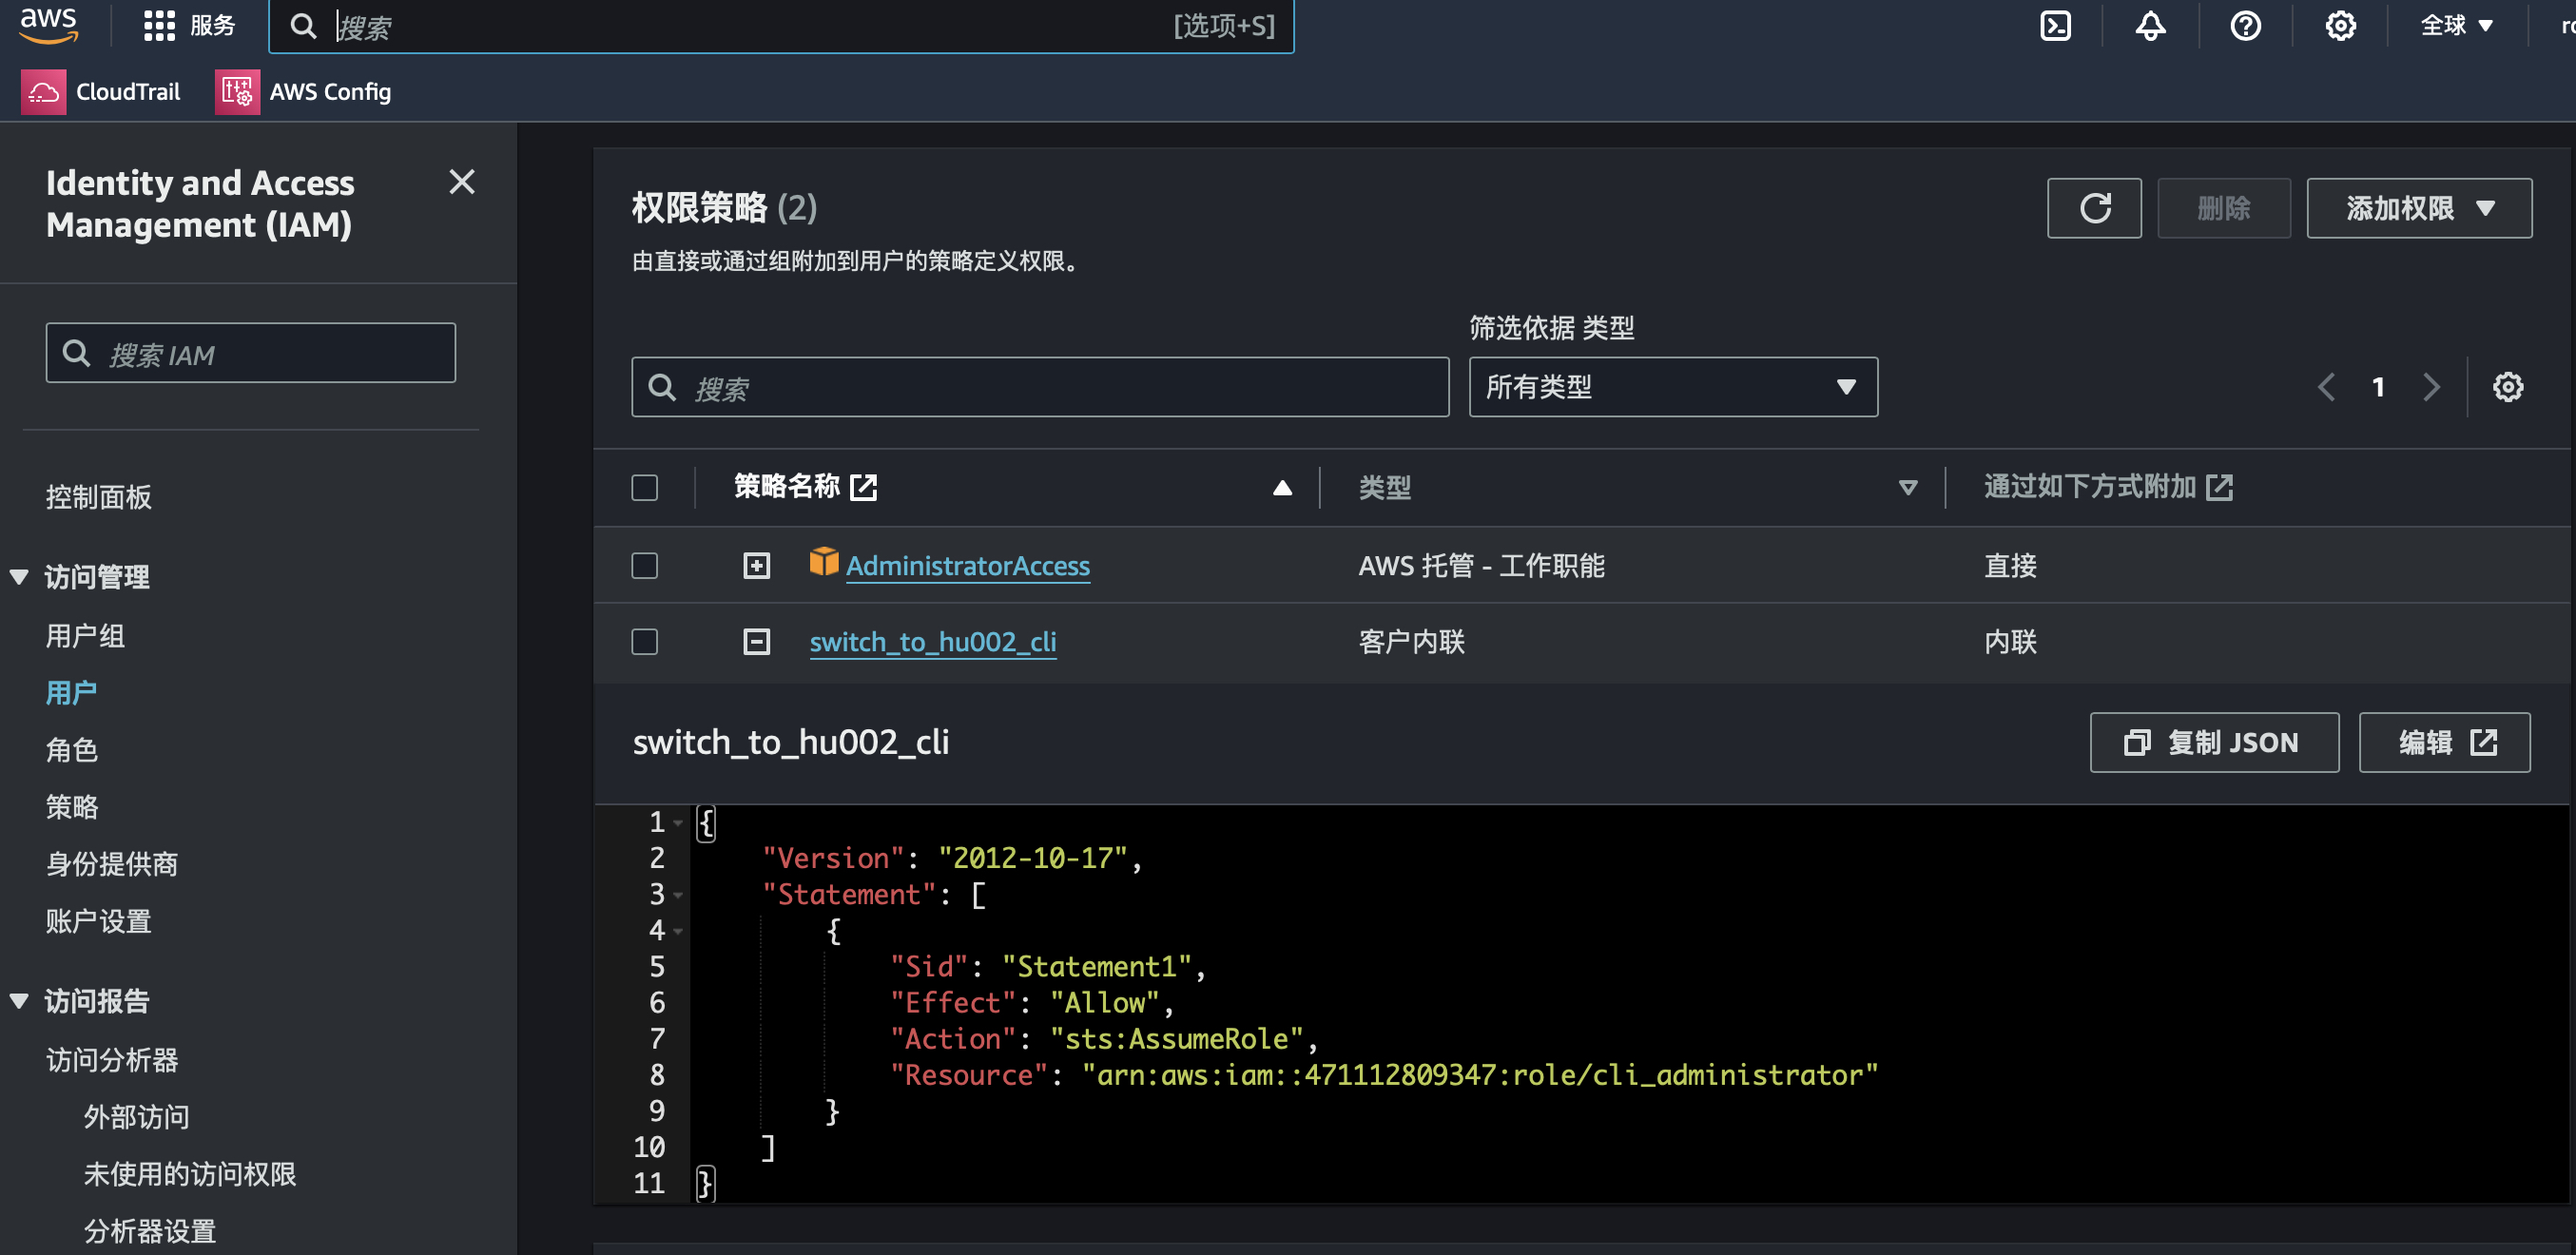 aws
服务
搜索
[选项+S]
全球
CloudTrail
AWS Config
Identity and Access
Management (IAM)
搜索 IAM
控制面板
访问管理
用户组
用户
角色
策略
身份提供商
账户设置
访问报告
访问分析器
外部访问
未使用的访问权限
分析器设置
权限策略 (2)
删除
添加权限
由直接或通过组附加到用户的策略定义权限。
筛选依据 类型
搜索
所有类型
1
策略名称
类型
通过如下方式附加
AdministratorAccess
AWS 托管 - 工作职能
直接
switch_to_hu002_cli
客户内联
内联
switch_to_hu002_cli
复制 JSON
编辑
1 {
2 "Version": "2012-10-17",
3 "Statement": [
4 {
5 "Sid": "Statement1",
6 "Effect": "Allow",
7 "Action": "sts:AssumeRole",
8 "Resource": "arn:aws:iam::471112809347:role/cli_administrator"
9 }
10 ]
11 }